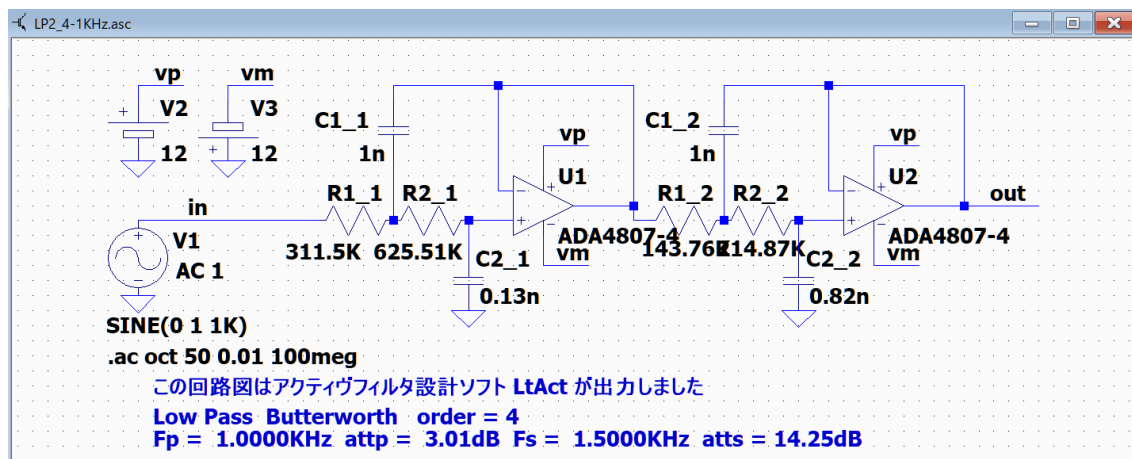 LP2_4-1KHz.asc
vp
V2
12
vm
V3
12
in
V1
AC 1
SINE(0 1 1K)
.ac oct 50 0.01 100meg
C1_1
1n
R1_1
311.5K
R2_1
625.51K
C2_1
0.13n
vp
U1
ADA4807-4
vm
C1_2
1n
R1_2
143.76K
R2_2
214.87K
C2_2
0.82n
vp
U2
ADA4807-4
vm
out
この回路図はアクティヴフィルタ設計ソフト LtAct が出力しました
Low Pass Butterworth order = 4
Fp = 1.0000KHz attp = 3.01dB Fs = 1.5000KHz atts = 14.25dB